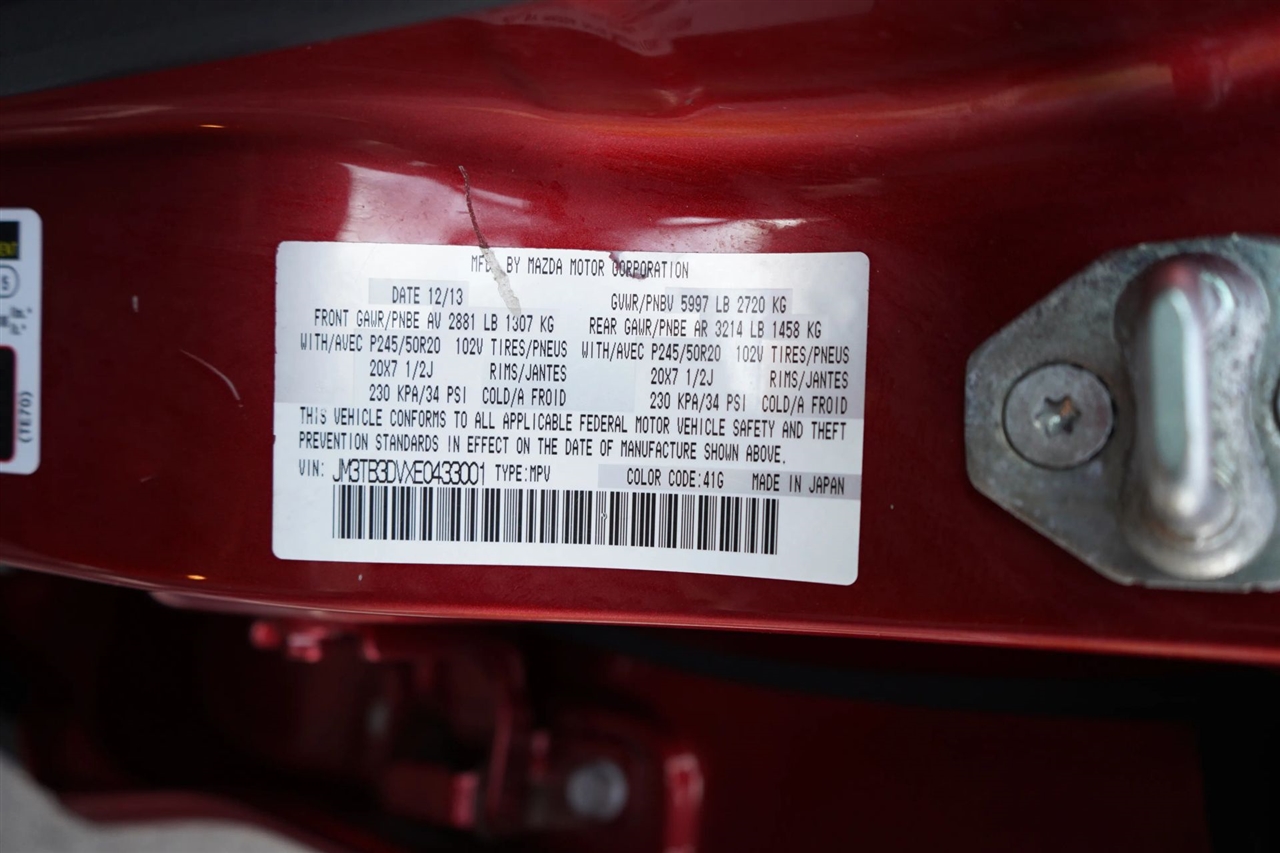 MFD. BY MAZDA MOTOR CORPORATION
DATE 12/13 GVWR/PNBV 5997 LB 2720 KG
FRONT GAWR/PNBE AV 2881 LB 1307 KG REAR GAWR/PNBE AR 3214 LB 1458 KG
WITH/AVEC P245/50R20 102V TIRES/PNEUS WITH/AVEC P245/50R20 102V TIRES/PNEUS
20X7 1/2J RIMS/JANTES 20X7 1/2J RIMS/JANTES
230 KPA/34 PSI COLD/A FROID 230 KPA/34 PSI COLD/A FROID
THIS VEHICLE CONFORMS TO ALL APPLICABLE FEDERAL MOTOR VEHICLE SAFETY AND THEFT
PREVENTION STANDARDS IN EFFECT ON THE DATE OF MANUFACTURE SHOWN ABOVE.
VIN: JM3TB3DVXE0433001 TYPE:MPV COLOR CODE:41G MADE IN JAPAN
(TE70)